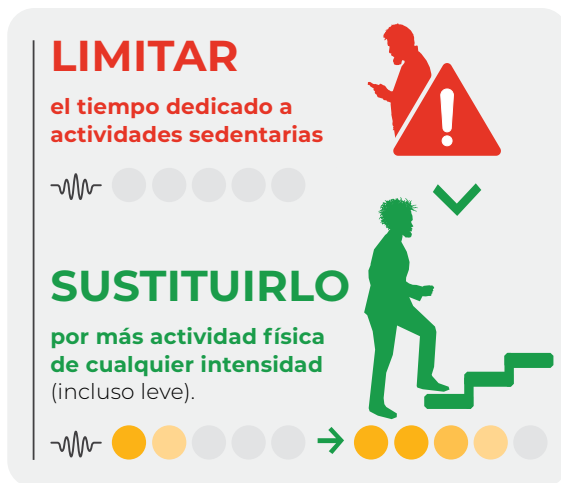 LIMITAR
el tiempo dedicado a
actividades sedentarias
SUSTITUIRLO
por más actividad física
de cualquier intensidad
(incluso leve).